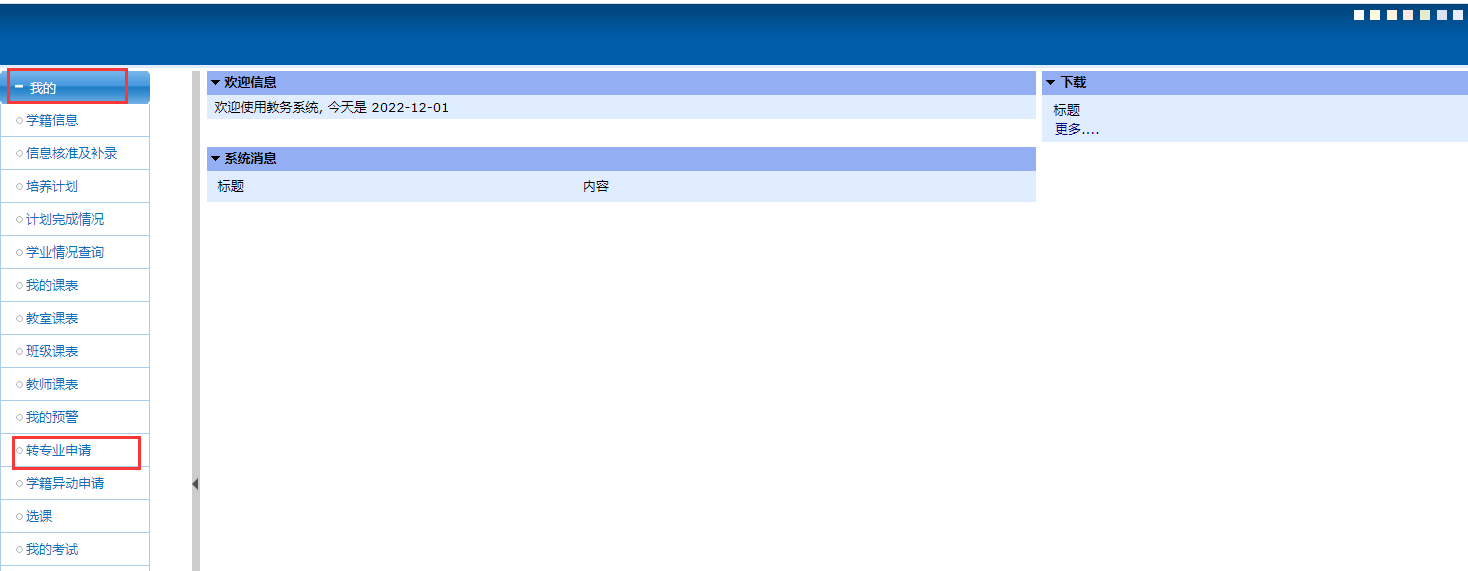 我的
学籍信息
信息核准及补录
培养计划
计划完成情况
学业情况查询
我的课表
教室课表
班级课表
教师课表
我的预警
转专业申请
学籍异动申请
选课
我的考试
欢迎信息
欢迎使用教务系统, 今天是 2022-12-01
系统消息
标题 内容
下载
标题
更多....